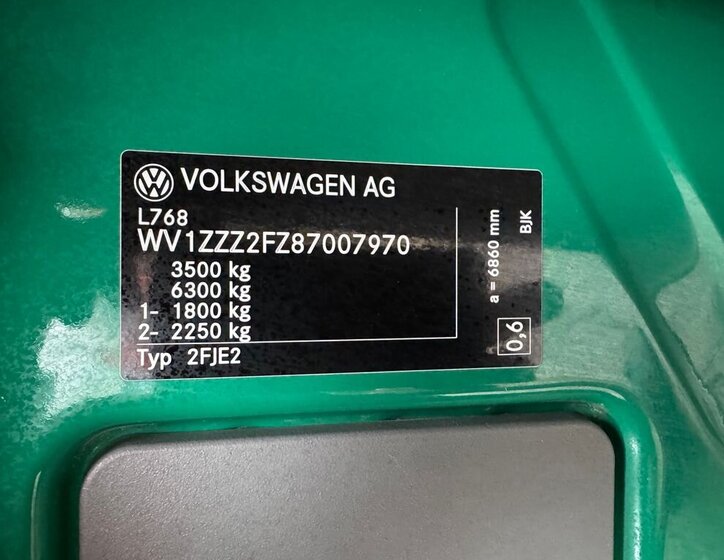 VOLKSWAGEN AG
L768
WV1ZZZ2FZ87007970
3500 kg
6300 kg
1- 1800 kg
2- 2250 kg
Typ 2FJE2
a = 6860 mm
BJK
0,6